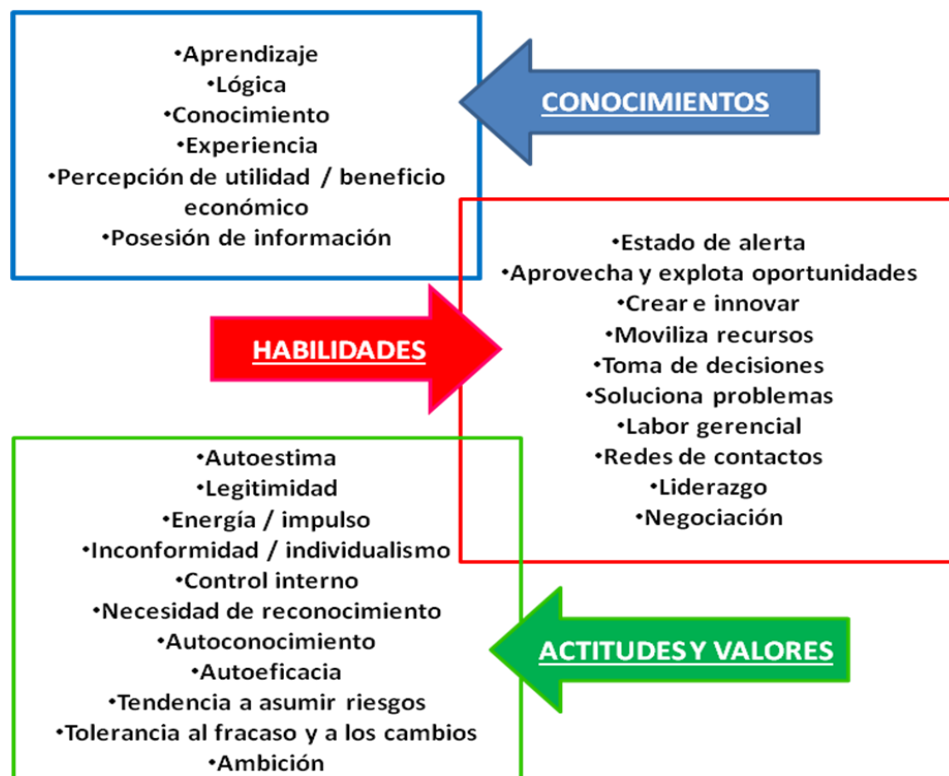 •Aprendizaje
•Lógica
•Conocimiento
•Experiencia
•Percepción de utilidad / beneficio
económico
•Posesión de información
CONOCIMIENTOS
•Estado de alerta
•Aprovecha y explota oportunidades
•Crear e innovar
•Moviliza recursos
•Toma de decisiones
•Soluciona problemas
•Labor gerencial
•Redes de contactos
•Liderazgo
•Negociación
HABILIDADES
•Autoestima
•Legitimidad
•Energía / impulso
•Inconformidad / individualismo
•Control interno
•Necesidad de reconocimiento
•Autoconocimiento
•Autoeficacia
•Tendencia a asumir riesgos
•Tolerancia al fracaso y a los cambios
•Ambición
ACTITUDES Y VALORES